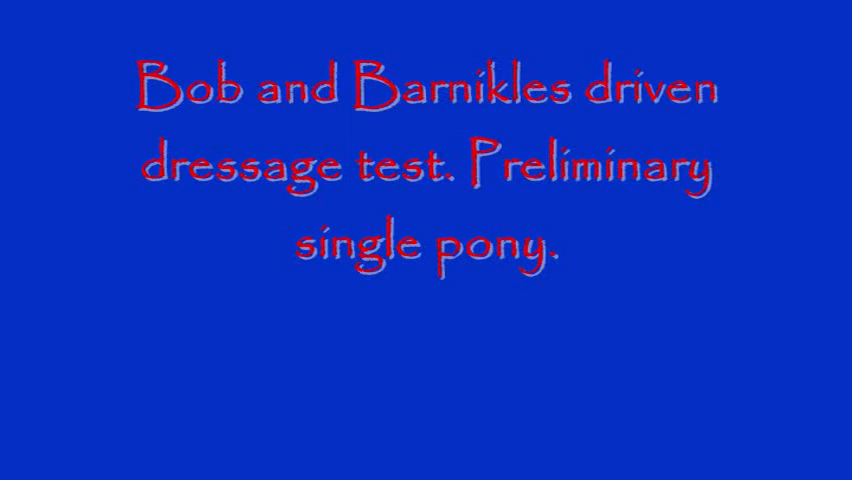 Bob and Barnikles driven
dressage test. Preliminary
single pony.